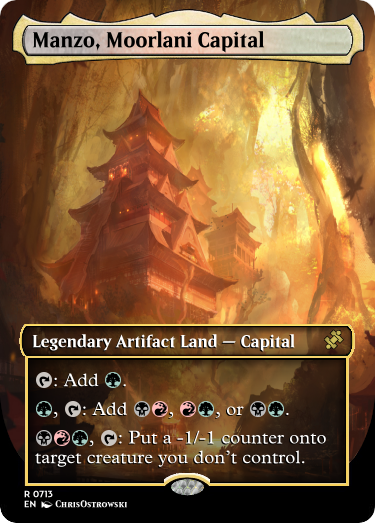 Manzo, Moorlani Capital
Legendary Artifact Land — Capital
: Add .
, : Add , , or .
, : Put a -1/-1 counter onto
target creature you don't control.
R 0713
EN ChrisOstrowski